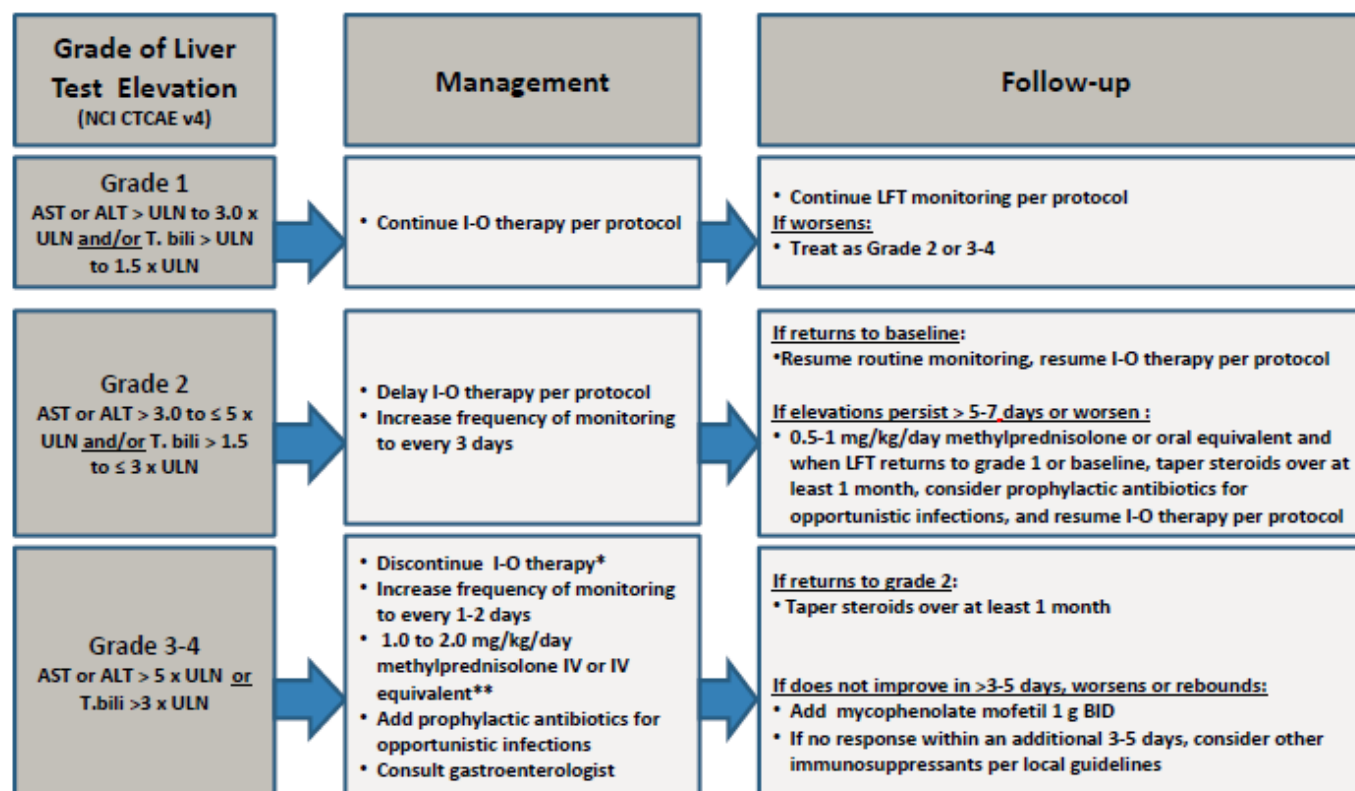 Grade of Liver
Test Elevation
(NCI CTCAE v4)
Management
Follow-up
Grade 1
AST or ALT > ULN to 3.0 x
ULN and/or T. bili > ULN
to 1.5 x ULN
• Continue I-O therapy per protocol
• Continue LFT monitoring per protocol
If worsens:
• Treat as Grade 2 or 3-4
Grade 2
AST or ALT > 3.0 to ≤ 5 x
ULN and/or T. bili > 1.5
to ≤ 3 x ULN
• Delay I-O therapy per protocol
• Increase frequency of monitoring
to every 3 days
If returns to baseline:
•Resume routine monitoring, resume I-O therapy per protocol
If elevations persist > 5-7 days or worsen :
• 0.5-1 mg/kg/day methylprednisolone or oral equivalent and
when LFT returns to grade 1 or baseline, taper steroids over at
least 1 month, consider prophylactic antibiotics for
opportunistic infections, and resume I-O therapy per protocol
Grade 3-4
AST or ALT > 5 x ULN or
T.bili >3 x ULN
• Discontinue I-O therapy*
• Increase frequency of monitoring
to every 1-2 days
• 1.0 to 2.0 mg/kg/day
methylprednisolone IV or IV
equivalent**
• Add prophylactic antibiotics for
opportunistic infections
• Consult gastroenterologist
If returns to grade 2:
• Taper steroids over at least 1 month
If does not improve in >3-5 days, worsens or rebounds:
• Add mycophenolate mofetil 1 g BID
• If no response within an additional 3-5 days, consider other
immunosuppressants per local guidelines